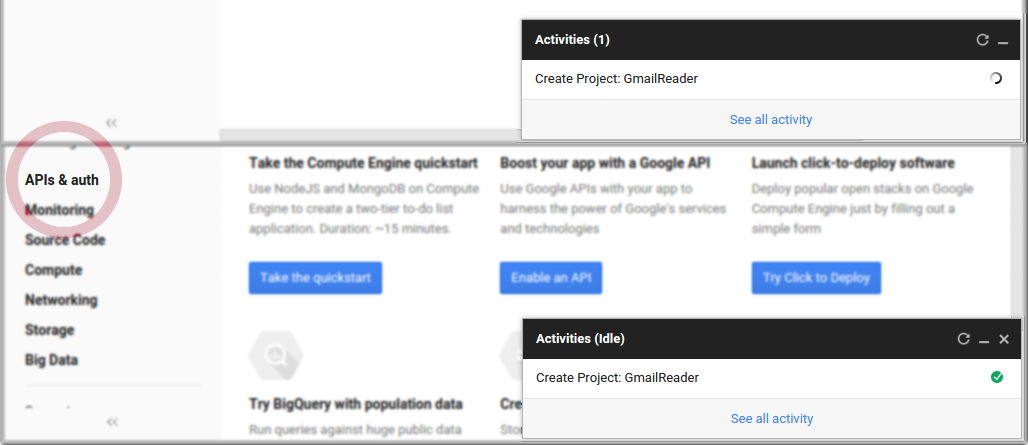 Activities (1)
Create Project: GmailReader
See all activity
APIs & auth
Monitoring
Source Code
Compute
Networking
Storage
Big Data
Take the Compute Engine quickstart
Use NodeJS and MongoDB on Compute
Engine to create a two-tier to-do list
application. Duration: ~15 minutes.
Take the quickstart
Boost your app with a Google API
Use Google APIs with your app to
harness the power of Google's services
and technologies
Enable an API
Launch click-to-deploy software
Deploy popular open stacks on Google
Compute Engine just by filling out a
simple form
Try Click to Deploy
Try BigQuery with population data
Run queries against huge public data
Cre
Sto
Activities (Idle)
Create Project: GmailReader
See all activity